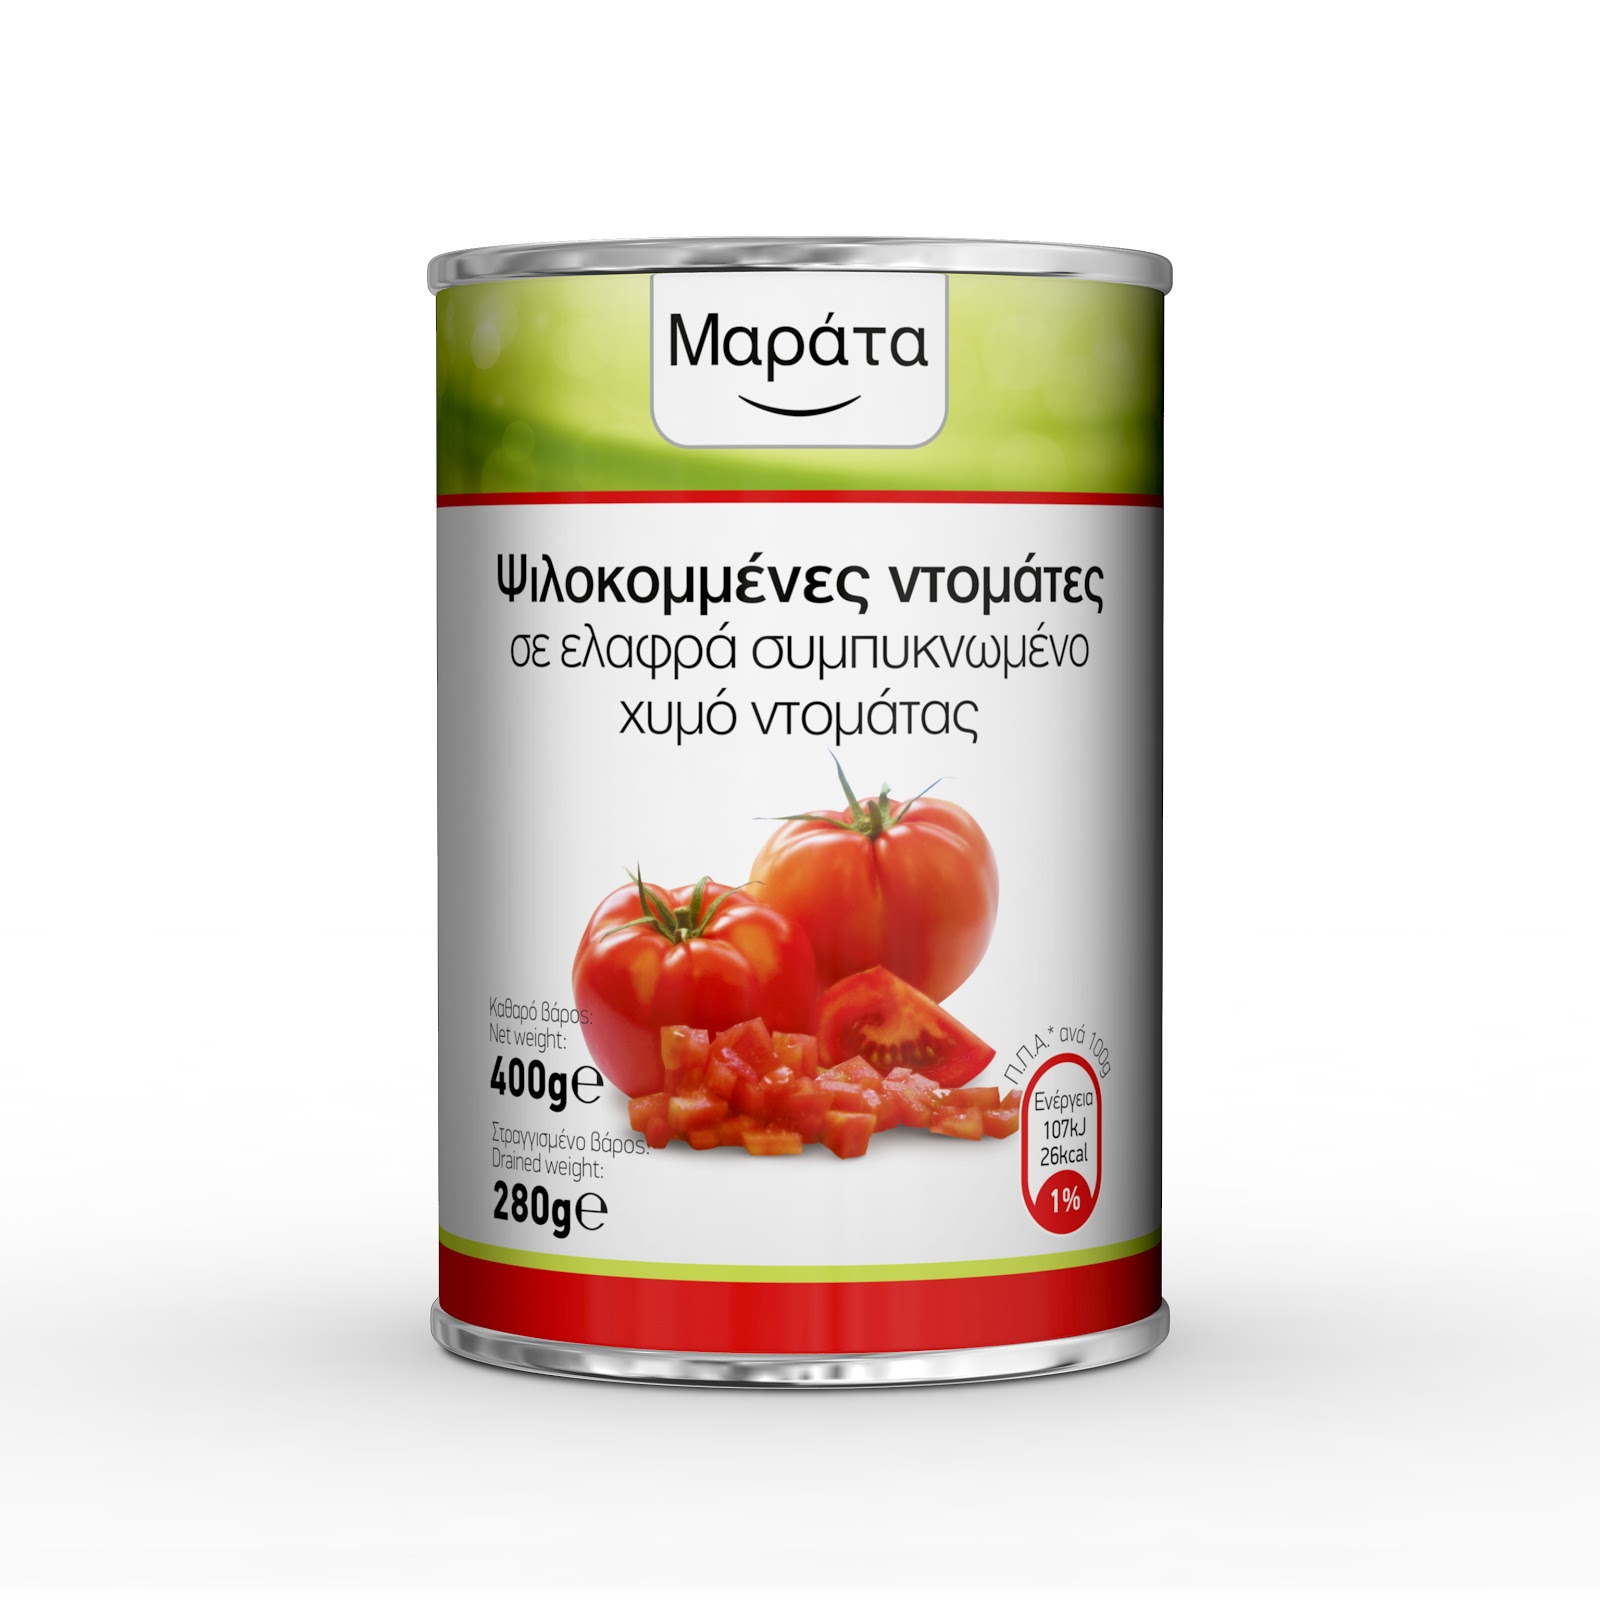 Μαράτα
Ψιλοκομμένες ντομάτες
σε ελαφρά συμπυκνωμένο
χυμό ντομάτας
Καθαρό βάρος:
Net weight:
400g℮
Στραγγισμένο βάρος:
Drained weight:
280g℮
Π.Π.Α.* ανά 100g
Ενέργεια
107kJ
26kcal
1%